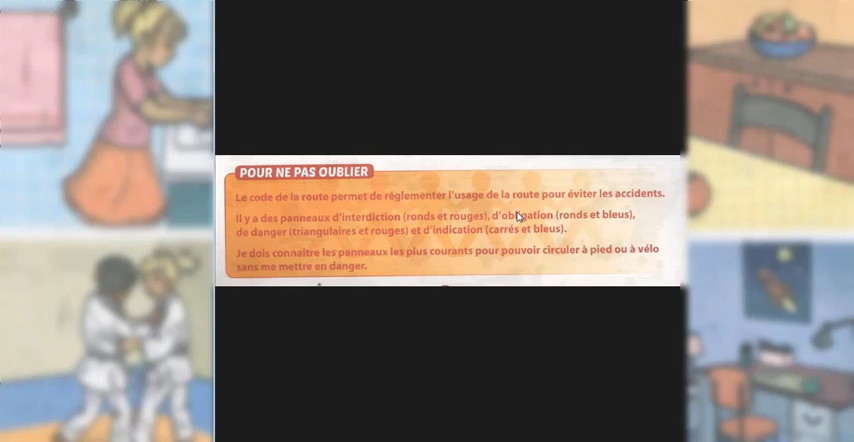 POUR NE PAS OUBLIER
Le code de la route permet de réglementer l'usage de la route pour éviter les accidents.
Il y a des panneaux d'interdiction (ronds et rouges), d'obligation (ronds et bleus),
de danger (triangulaires et rouges) et d'indication (carrés et bleus).
Je dois connaitre les panneaux les plus courants pour pouvoir circuler à pied ou à vélo
sans me mettre en danger.